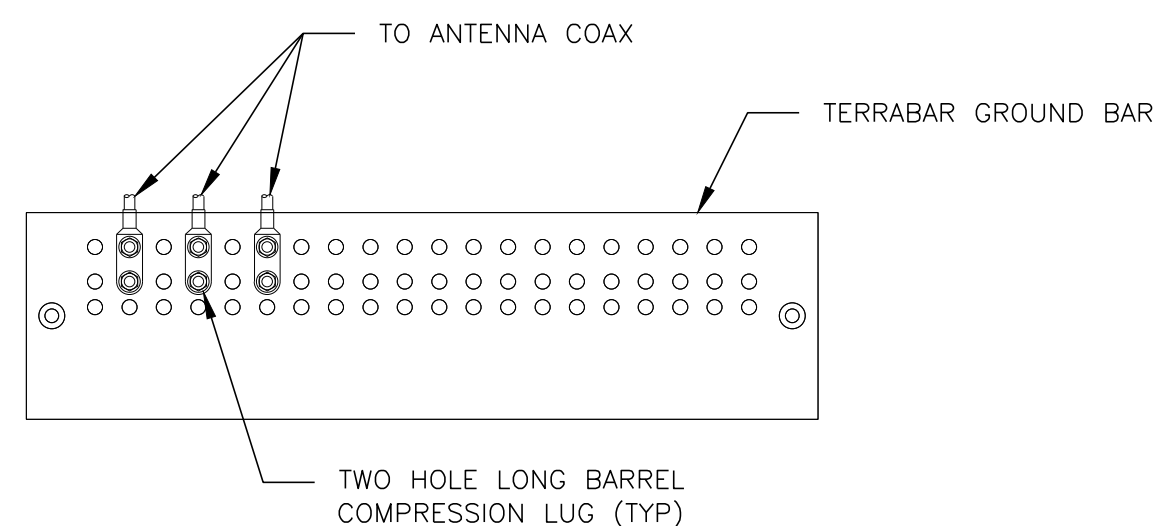 TO ANTENNA COAX
TERRABAR GROUND BAR
TWO HOLE LONG BARREL
COMPRESSION LUG (TYP)